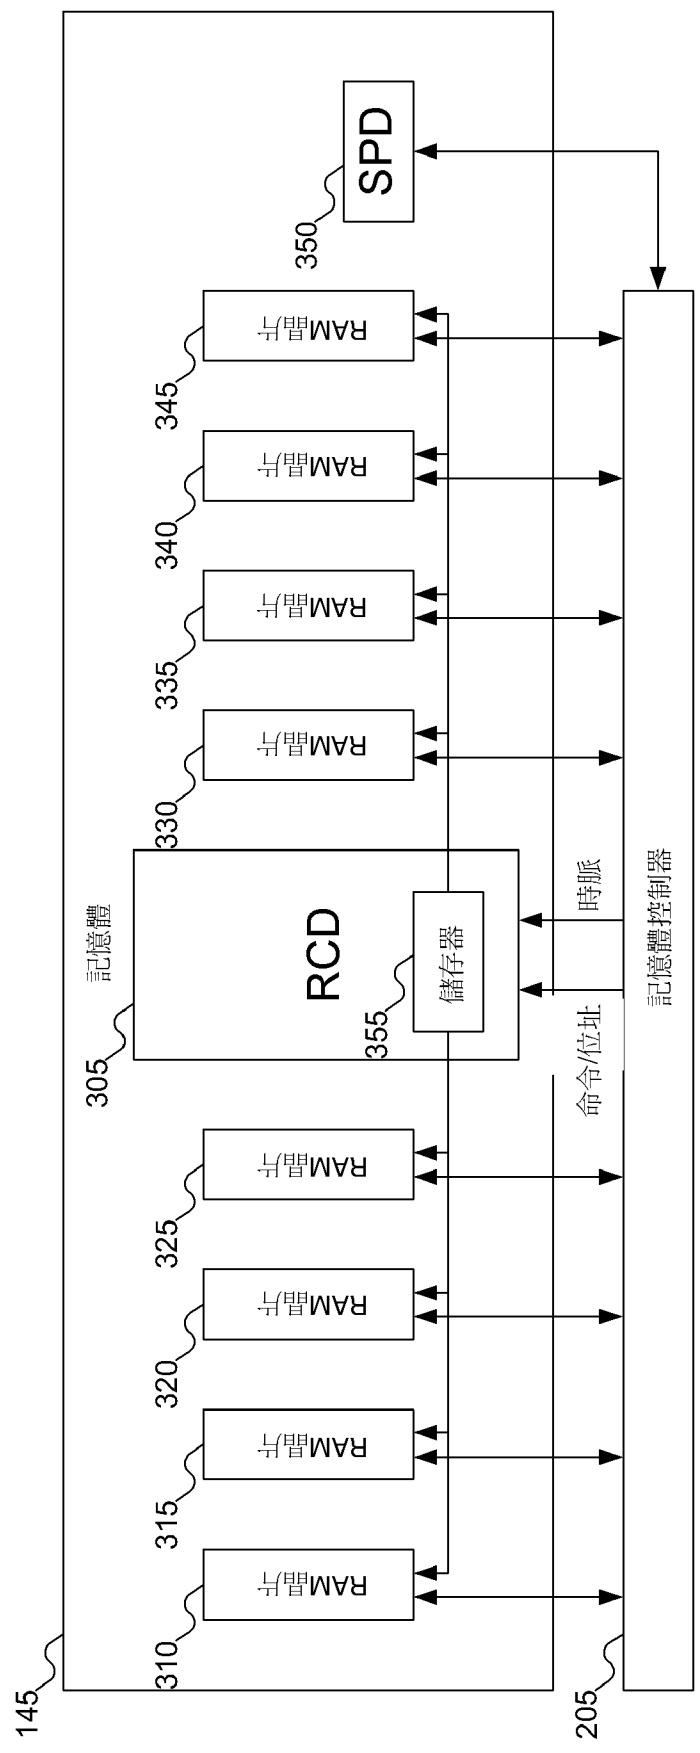 145
記憶體
305
310
315
320
325
330
335
340
345
RAM晶片
RAM晶片
RAM晶片
RAM晶片
RAM晶片
RAM晶片
RAM晶片
RAM晶片
350
RCD
SPD
355
儲存器
命令/位址
時脈
205
記憶體控制器